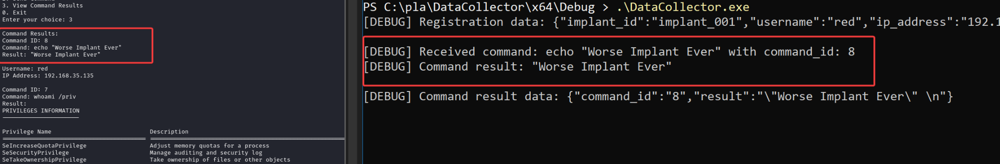 3. View Command Results
0. Exit
Enter your choice: 3
Command Results:
Command ID: 8
Command: echo "Worse Implant Ever"
Result: "Worse Implant Ever"
Username: red
IP Address: 192.168.35.135
Command ID: 7
Command: whoami /priv
Result:
PRIVILEGES INFORMATION
Privilege Name Description
SeIncreaseQuotaPrivilege Adjust memory quotas for a process
SeSecurityPrivilege Manage auditing and security log
SeTakeOwnershipPrivilege Take ownership of files or other objects
PS C:\pla\DataCollector\x64\Debug > .\DataCollector.exe
[DEBUG] Registration data: {"implant_id":"implant_001","username":"red","ip_address":"192.1
[DEBUG] Received command: echo "Worse Implant Ever" with command_id: 8
[DEBUG] Command result: "Worse Implant Ever"
[DEBUG] Command result data: {"command_id":"8","result":"\"Worse Implant Ever\" \n"}